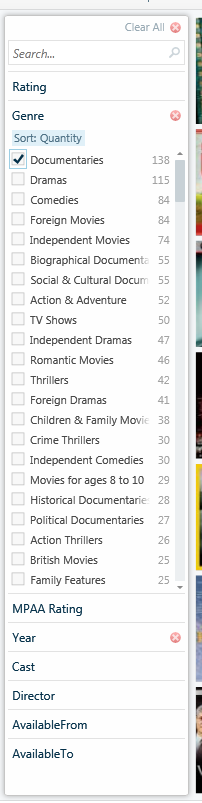 Clear All
Search...
Rating
Genre
Sort: Quantity
Documentaries 138
Dramas 115
Comedies 84
Foreign Movies 84
Independent Movies 74
Biographical Documenta 55
Social & Cultural Docum 55
Action & Adventure 52
TV Shows 50
Independent Dramas 47
Romantic Movies 46
Thrillers 42
Foreign Dramas 41
Children & Family Movie 38
Crime Thrillers 30
Independent Comedies 30
Movies for ages 8 to 10 29
Historical Documentaries 28
Political Documentaries 27
Action Thrillers 26
British Movies 25
Family Features 25
MPAA Rating
Year
Cast
Director
AvailableFrom
AvailableTo